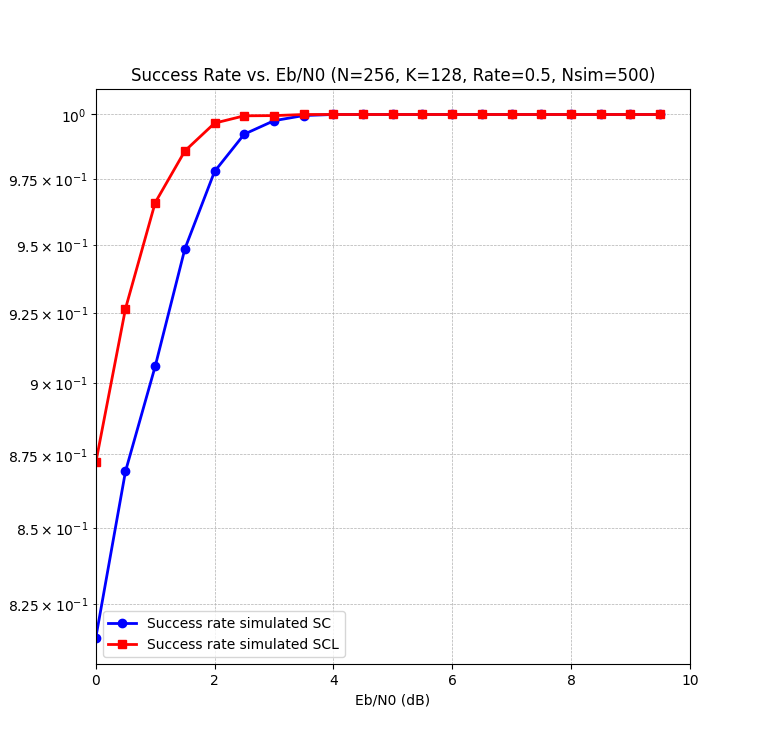 Success Rate vs. Eb/N0 (N=256, K=128, Rate=0.5, Nsim=500)
10⁰
9.75 × 10⁻¹
9.5 × 10⁻¹
9.25 × 10⁻¹
9 × 10⁻¹
8.75 × 10⁻¹
8.5 × 10⁻¹
8.25 × 10⁻¹
Success rate simulated SC
Success rate simulated SCL
0 2 4 6 8 10
Eb/N0 (dB)